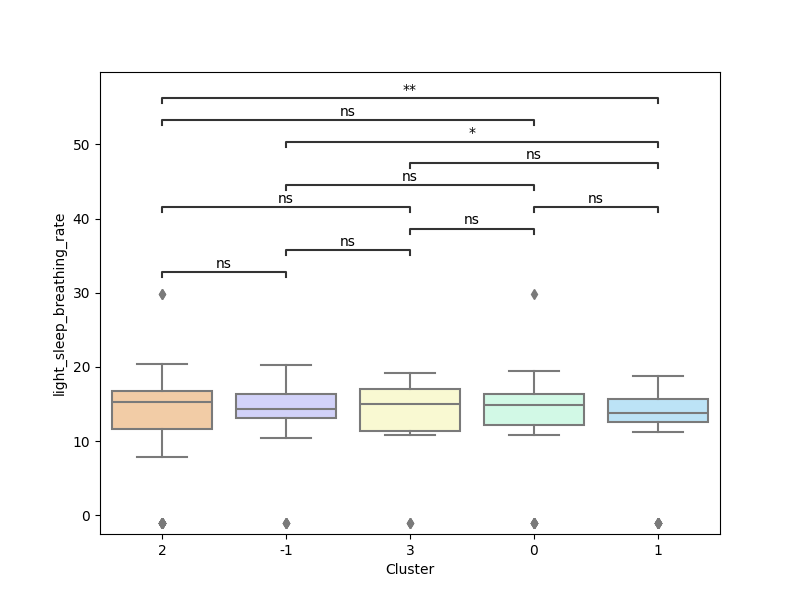 **
ns
*
ns
ns
ns
ns
ns
ns
ns
50
40
30
20
10
0
light_sleep_breathing_rate
2
-1
3
0
1
Cluster